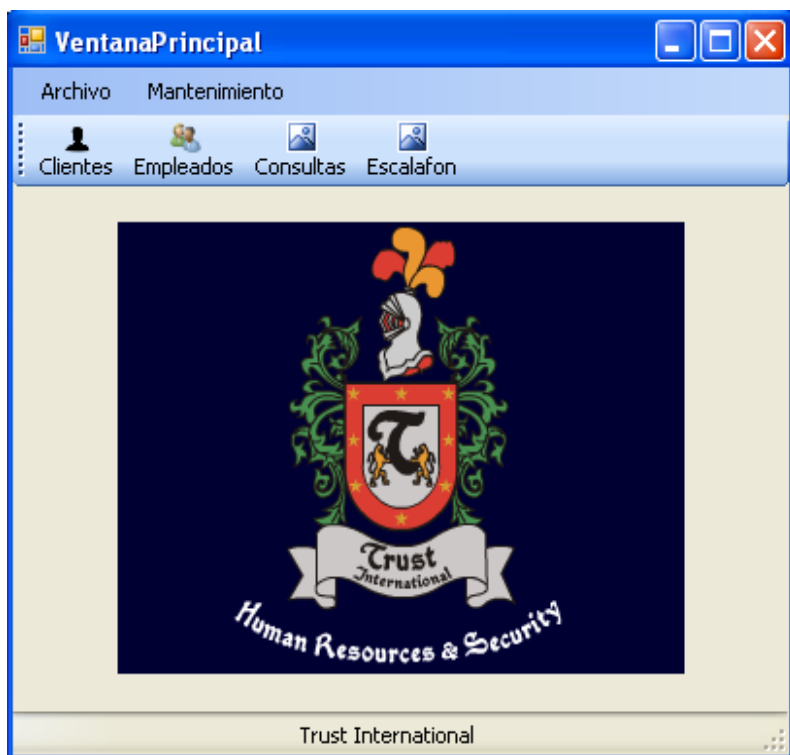 VentanaPrincipal
Archivo Mantenimiento
Clientes Empleados Consultas Escalafon
T
Trust
International
Human Resources & Security
Trust International